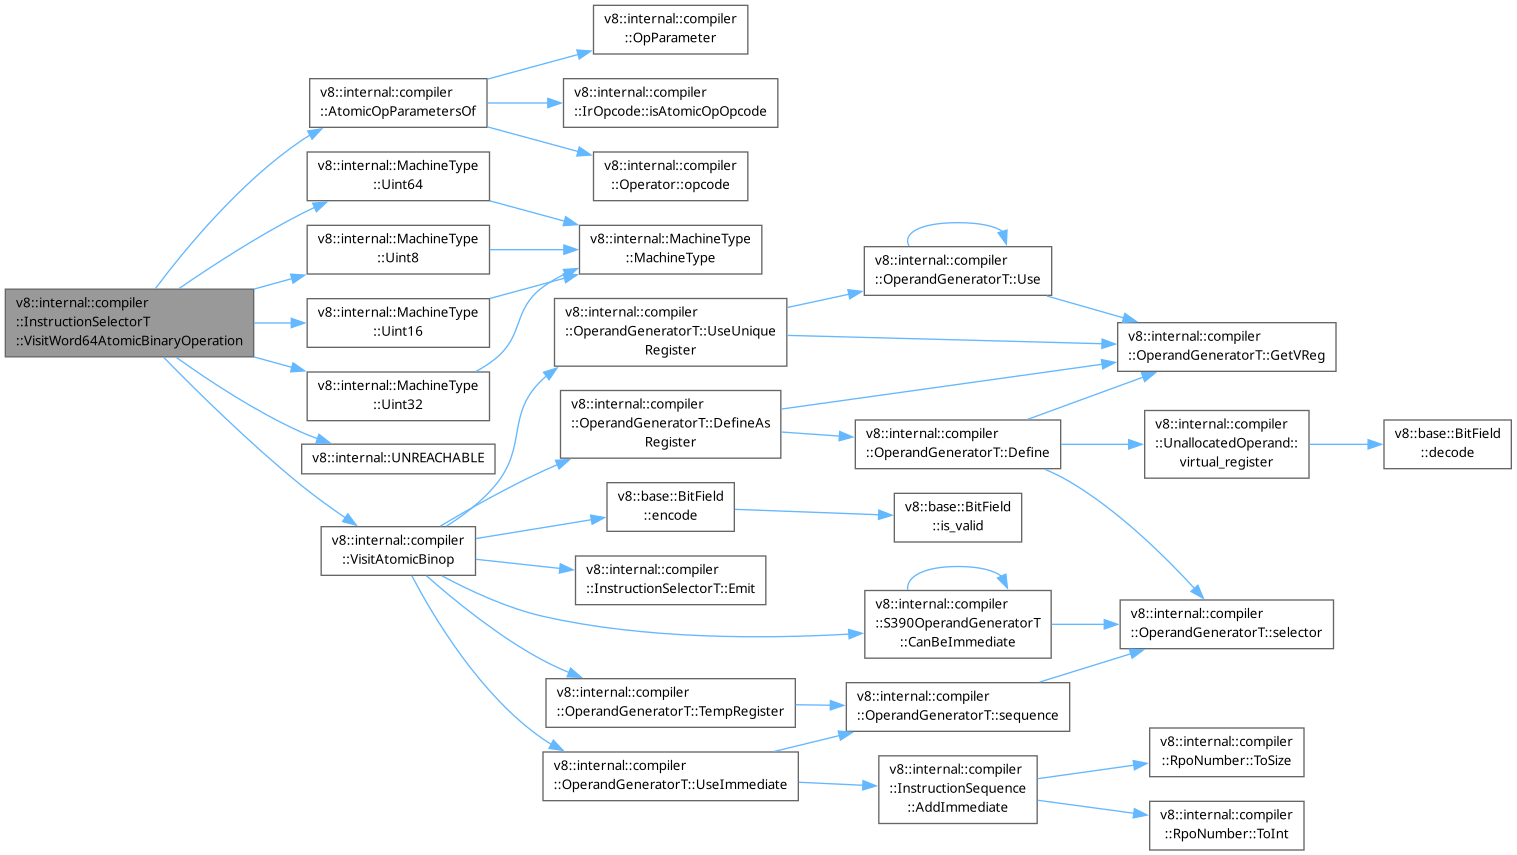 v8::internal::compiler
::InstructionSelectorT
::VisitWord64AtomicBinaryOperation
v8::internal::compiler
::AtomicOpParametersOf
v8::internal::compiler
::OpParameter
v8::internal::compiler
::IrOpcode::isAtomicOpOpcode
v8::internal::compiler
::Operator::opcode
v8::internal::MachineType
::Uint64
v8::internal::MachineType
::MachineType
v8::internal::MachineType
::Uint8
v8::internal::MachineType
::Uint16
v8::internal::MachineType
::Uint32
v8::internal::UNREACHABLE
v8::internal::compiler
::VisitAtomicBinop
v8::internal::compiler
::OperandGeneratorT::UseUnique
Register
v8::internal::compiler
::OperandGeneratorT::Use
v8::internal::compiler
::OperandGeneratorT::GetVReg
v8::internal::compiler
::OperandGeneratorT::DefineAs
Register
v8::internal::compiler
::OperandGeneratorT::Define
v8::internal::compiler
::UnallocatedOperand::
virtual_register
v8::base::BitField
::decode
v8::base::BitField
::encode
v8::base::BitField
::is_valid
v8::internal::compiler
::InstructionSelectorT::Emit
v8::internal::compiler
::S390OperandGeneratorT
::CanBeImmediate
v8::internal::compiler
::OperandGeneratorT::selector
v8::internal::compiler
::OperandGeneratorT::TempRegister
v8::internal::compiler
::OperandGeneratorT::sequence
v8::internal::compiler
::OperandGeneratorT::UseImmediate
v8::internal::compiler
::InstructionSequence
::AddImmediate
v8::internal::compiler
::RpoNumber::ToSize
v8::internal::compiler
::RpoNumber::ToInt